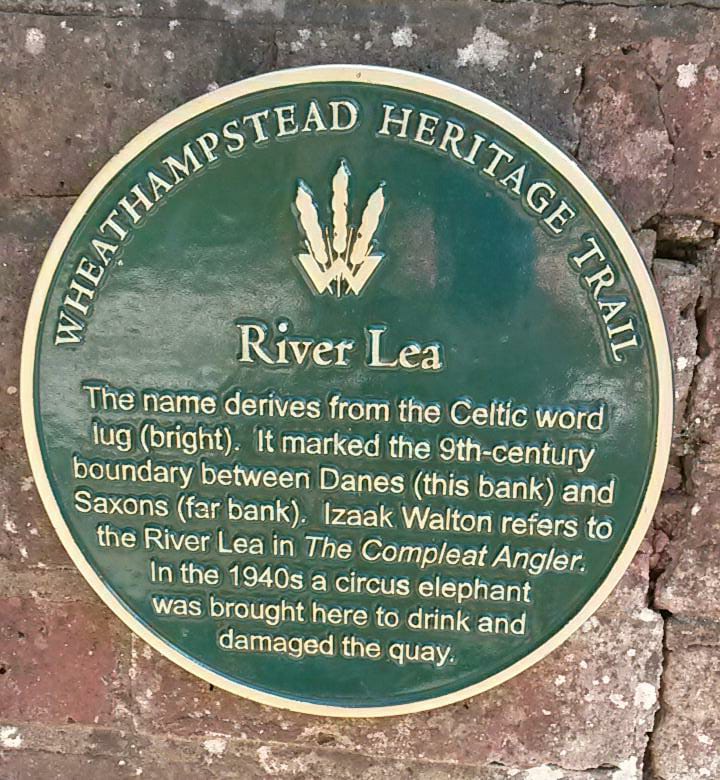 WHEATHAMPSTEAD HERITAGE TRAIL
W
River Lea
The name derives from the Celtic word
lug (bright). It marked the 9th-century
boundary between Danes (this bank) and
Saxons (far bank). Izaak Walton refers to
the River Lea in The Compleat Angler.
In the 1940s a circus elephant
was brought here to drink and
damaged the quay.